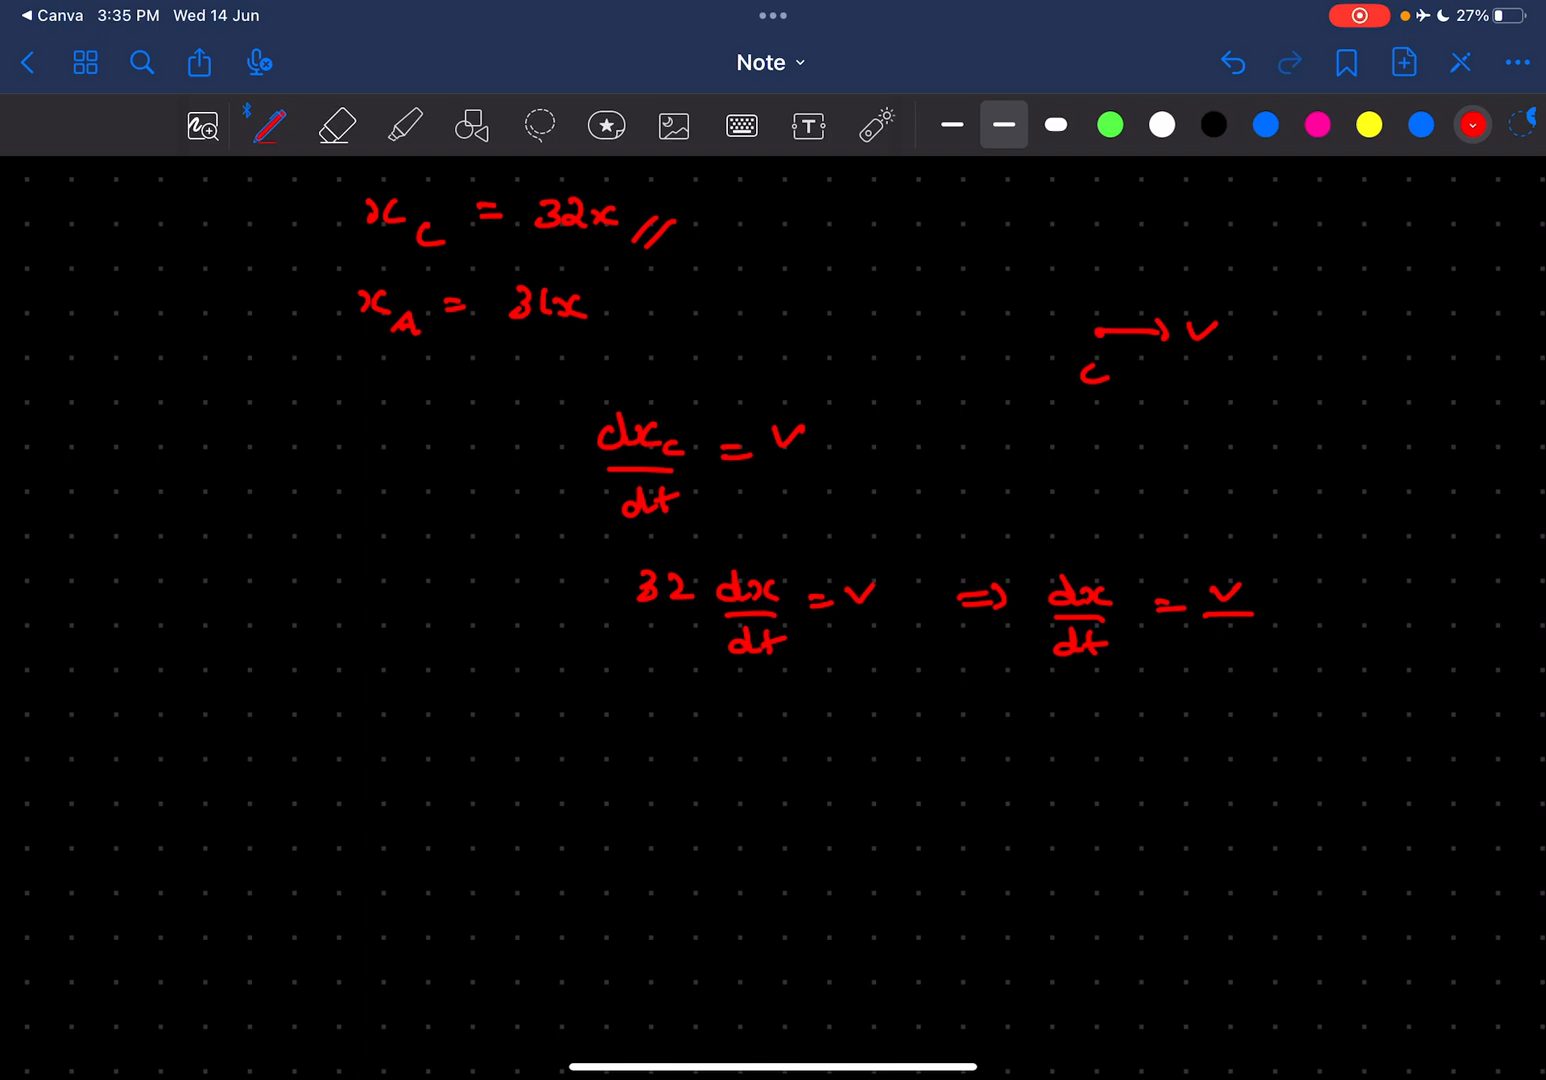 Canva 3:35 PM Wed 14 Jun 27%
Note
T
x_C = 32x //
x_A = 31x
→ v
C
dx_C/dt = v
32 dx/dt = v ⇒ dx/dt = v